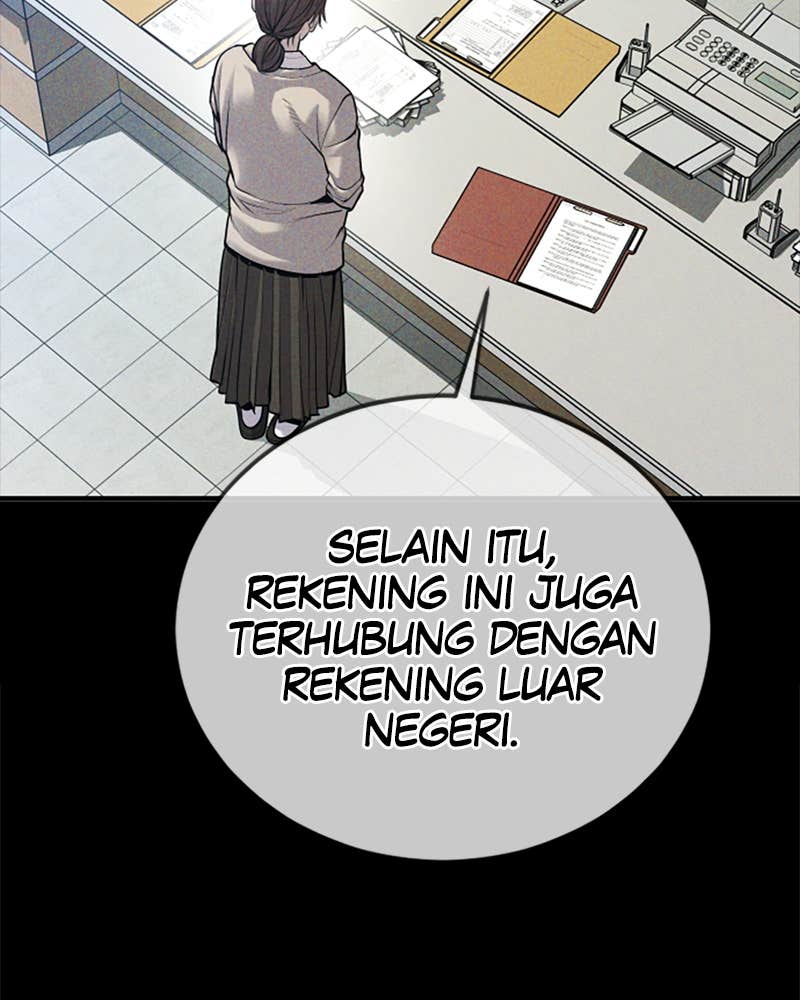 SELAIN ITU,
REKENING INI JUGA
TERHUBUNG DENGAN
REKENING LUAR
NEGERI.